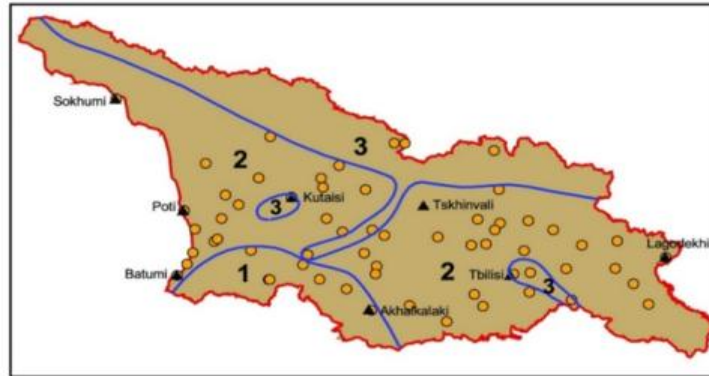 Sokhumi
3
2
3
Kutaisi
Poti
Tskhinvali
Lagodekhi
1
2
Batumi
Tbilisi
3
Akhalkalaki